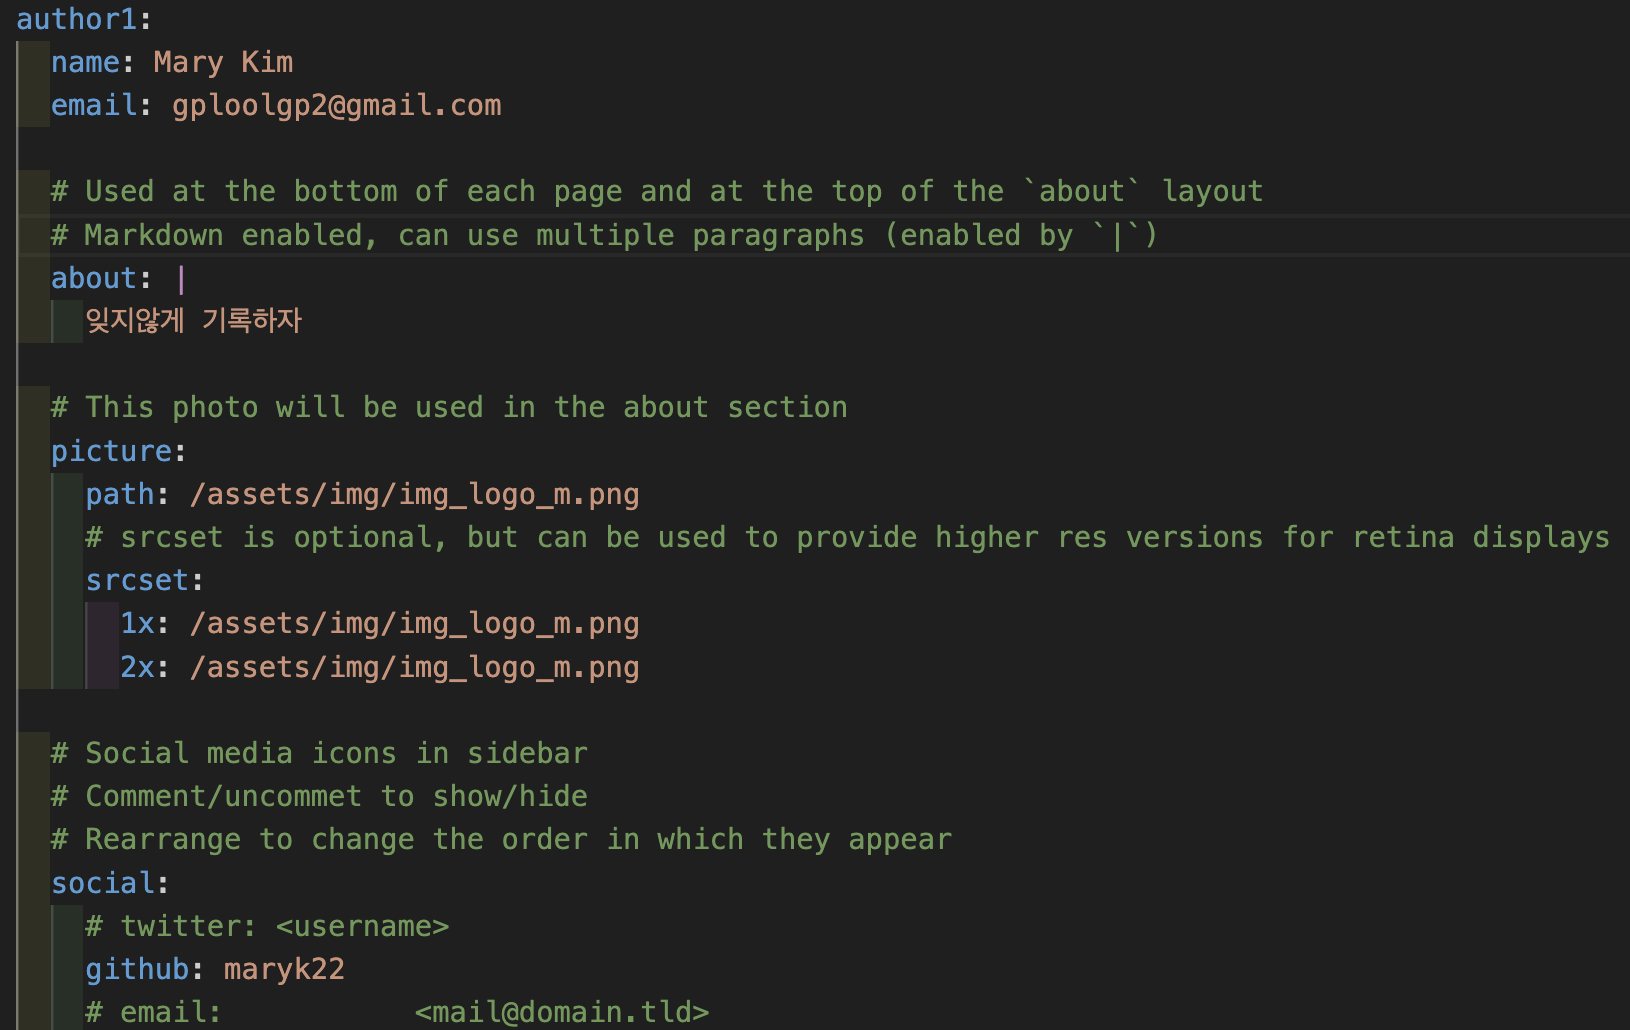 author1:
name: Mary Kim
email: gploolgp2@gmail.com
# Used at the bottom of each page and at the top of the `about` layout
# Markdown enabled, can use multiple paragraphs (enabled by `|`)
about: |
잊지않게 기록하자
# This photo will be used in the about section
picture:
path: /assets/img/img_logo_m.png
# srcset is optional, but can be used to provide higher res versions for retina displays
srcset:
1x: /assets/img/img_logo_m.png
2x: /assets/img/img_logo_m.png
# Social media icons in sidebar
# Comment/uncommet to show/hide
# Rearrange to change the order in which they appear
social:
# twitter: <username>
github: maryk22
# email: <mail@domain.tld>